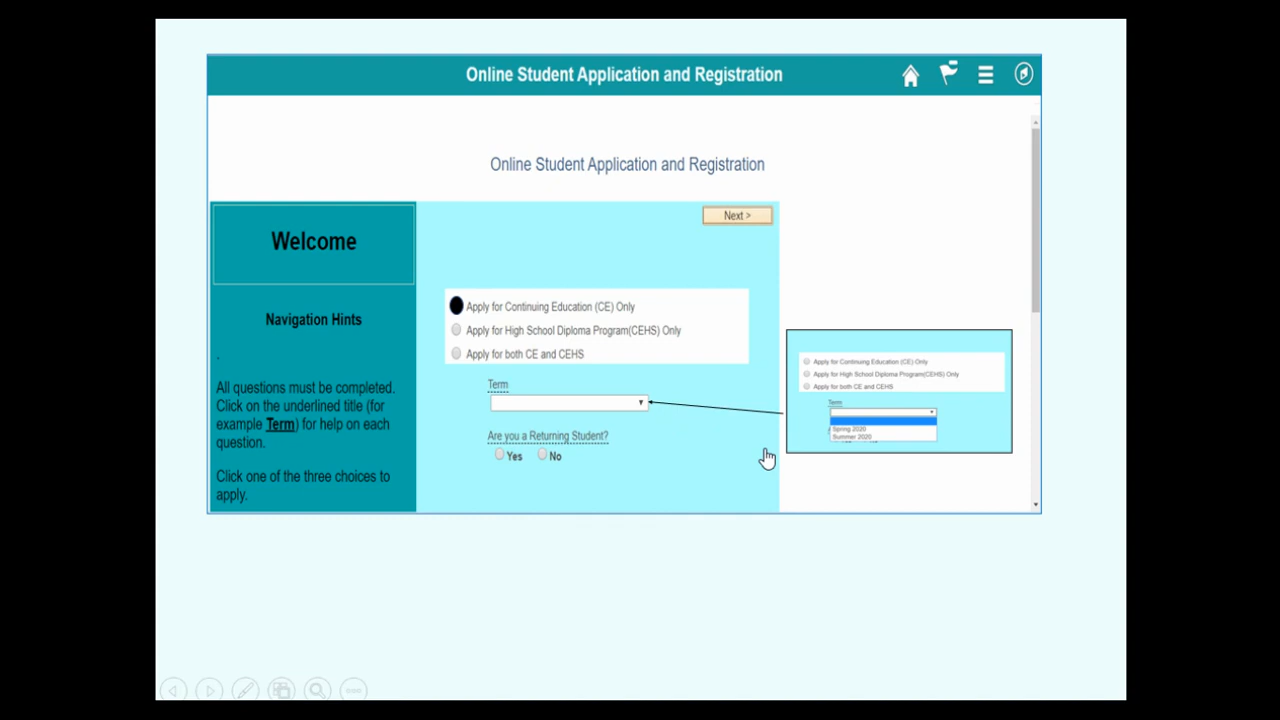 Online Student Application and Registration
Online Student Application and Registration
Welcome
Next >
Navigation Hints
.
All questions must be completed.
Click on the underlined title (for
example Term) for help on each
question.
Click one of the three choices to
apply.
Apply for Continuing Education (CE) Only
Apply for High School Diploma Program(CEHS) Only
Apply for both CE and CEHS
Term
Are you a Returning Student?
Yes No
Apply for Continuing Education (CE) Only
Apply for High School Diploma Program(CEHS) Only
Apply for both CE and CEHS
Term
Spring 2020
Summer 2020